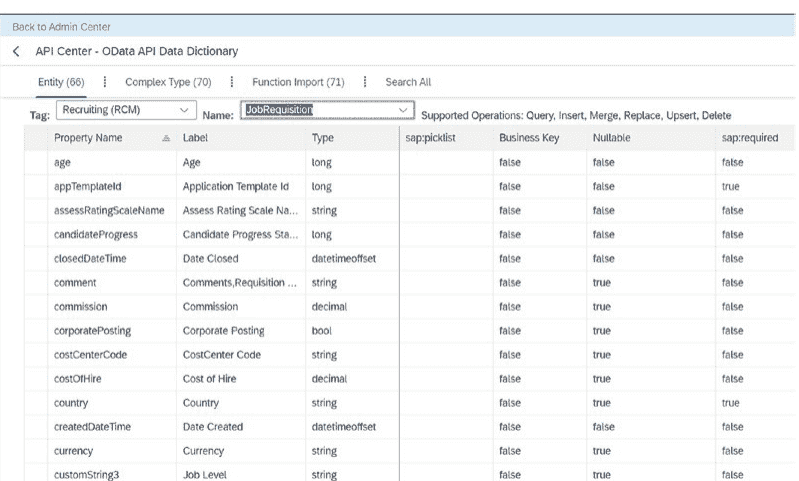 Back to Admin Center
API Center - OData API Data Dictionary
Entity (66) Complex Type (70) Function Import (71) Search All
Tag: Recruiting (RCM) Name: JobRequisition Supported Operations: Query, Insert, Merge, Replace, Upsert, Delete
Property Name Label Type sap:picklist Business Key Nullable sap:required
age Age long false false false
appTemplateId Application Template Id long false false true
assessRatingScaleName Assess Rating Scale Na... string false false false
candidateProgress Candidate Progress Sta... long false false false
closedDateTime Date Closed datetimeoffset false false false
comment Comments,Requisition ... string false true false
commission Commission decimal false true false
corporatePosting Corporate Posting bool false true false
costCenterCode CostCenter Code string false true false
costOfHire Cost of Hire decimal false true false
country Country string false true true
createdDateTime Date Created datetimeoffset false false false
currency Currency string false true false
customString3 Job Level string false true false